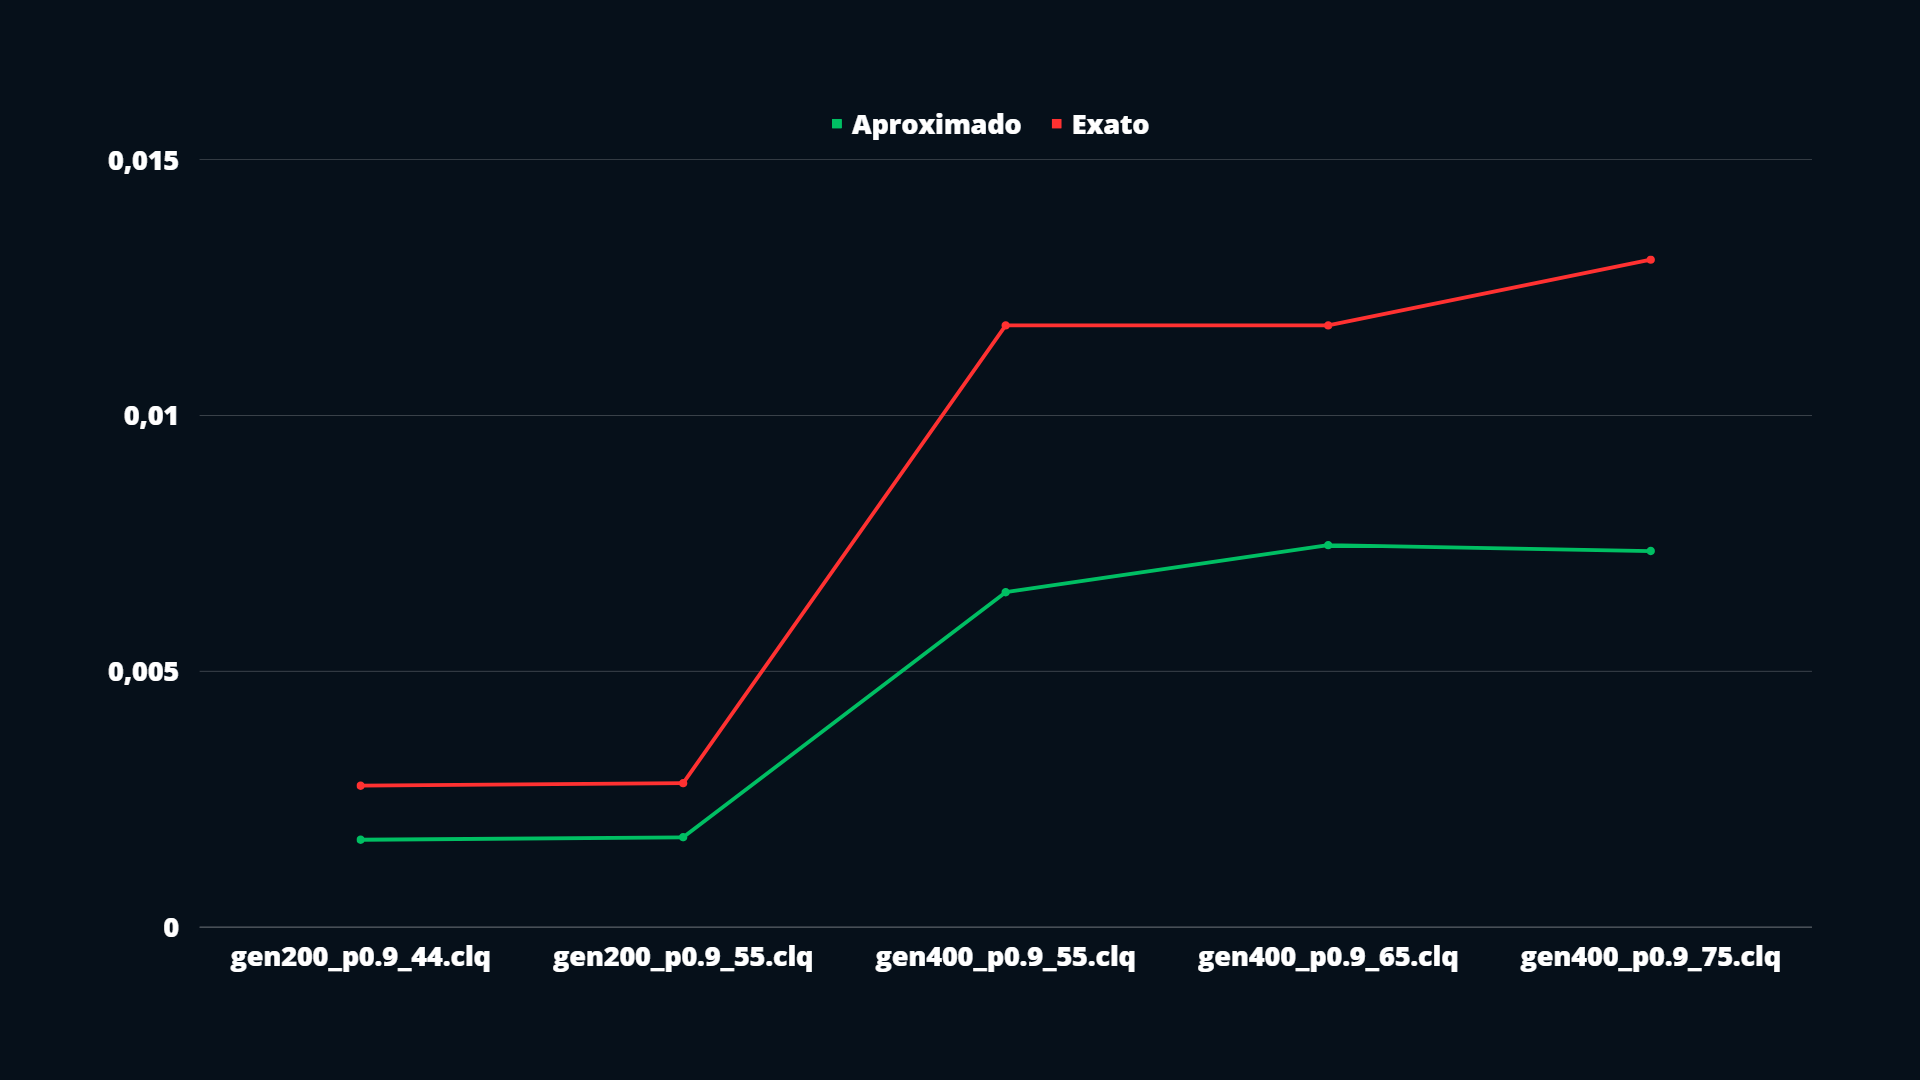 Aproximado Exato
0,015
0,01
0,005
0
gen200_p0.9_44.clq gen200_p0.9_55.clq gen400_p0.9_55.clq gen400_p0.9_65.clq gen400_p0.9_75.clq